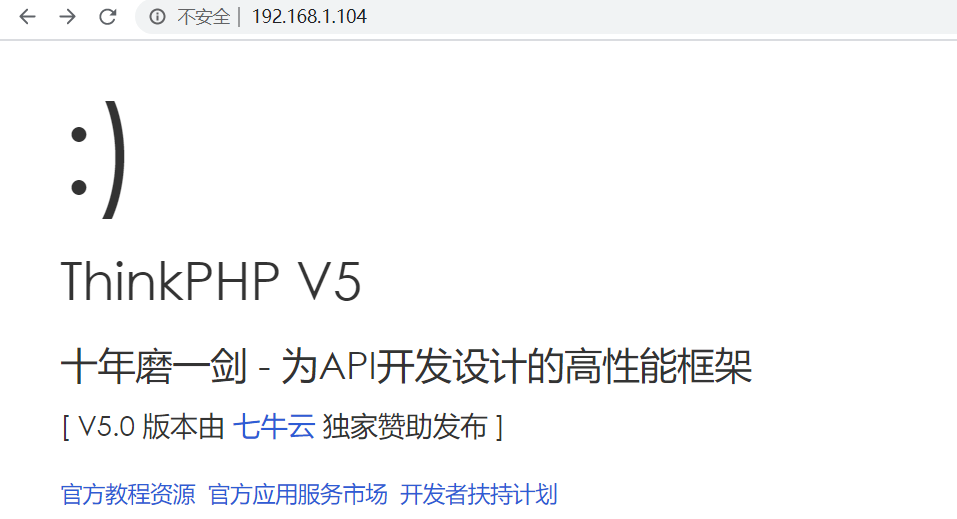 不安全 | 192.168.1.104
:)
ThinkPHP V5
十年磨一剑 - 为API开发设计的高性能框架
[ V5.0 版本由 七牛云 独家赞助发布 ]
官方教程资源 官方应用服务市场 开发者扶持计划